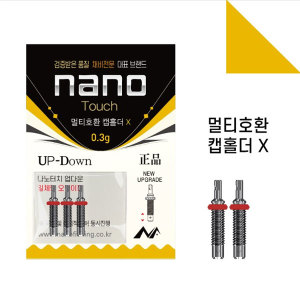 검증받은 품질 채비전문 대표 브랜드
nano
Touch
멀티호환 캡홀더 X
0.3g
UP-Down
正品
나노터치 업다운
NEW
UPGRADE
멀티호환
캡홀더 X